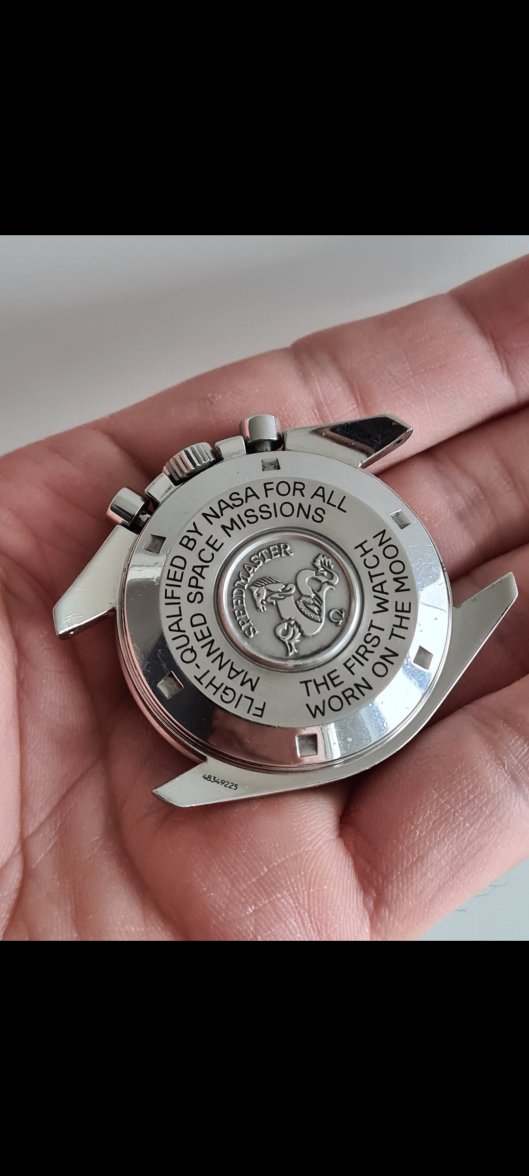 FLIGHT-QUALIFIED BY NASA FOR ALL
MANNED SPACE MISSIONS
THE FIRST WATCH
WORN ON THE MOON
SPEEDMASTER
Ω
48349225